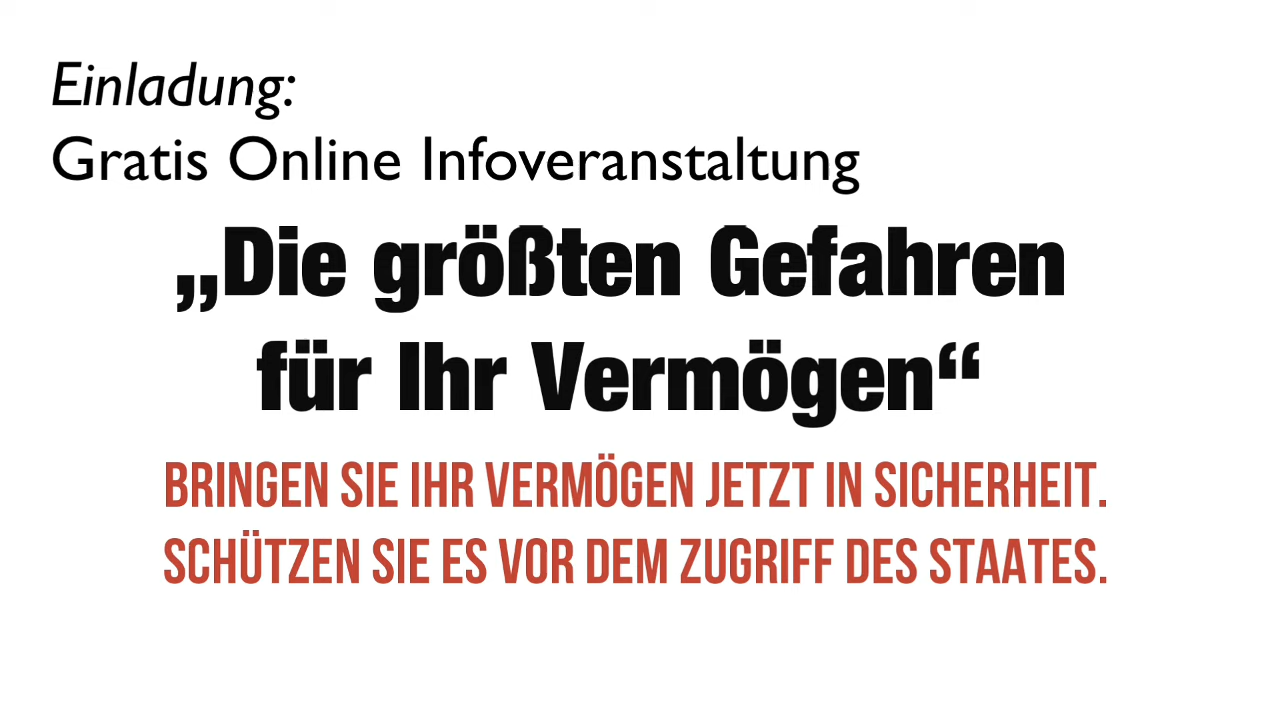 Einladung:
Gratis Online Infoveranstaltung
„Die größten Gefahren
für Ihr Vermögen“
BRINGEN SIE IHR VERMÖGEN JETZT IN SICHERHEIT.
SCHÜTZEN SIE ES VOR DEM ZUGRIFF DES STAATES.